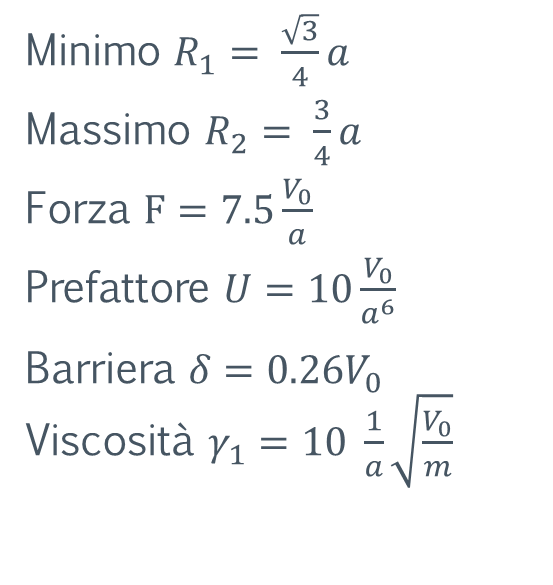 Minimo R₁ = √3/4 a
Massimo R₂ = 3/4 a
Forza F = 7.5 V₀/a
Prefattore U = 10 V₀/a⁶
Barriera δ = 0.26V₀
Viscosità γ₁ = 10 1/a √(V₀/m)